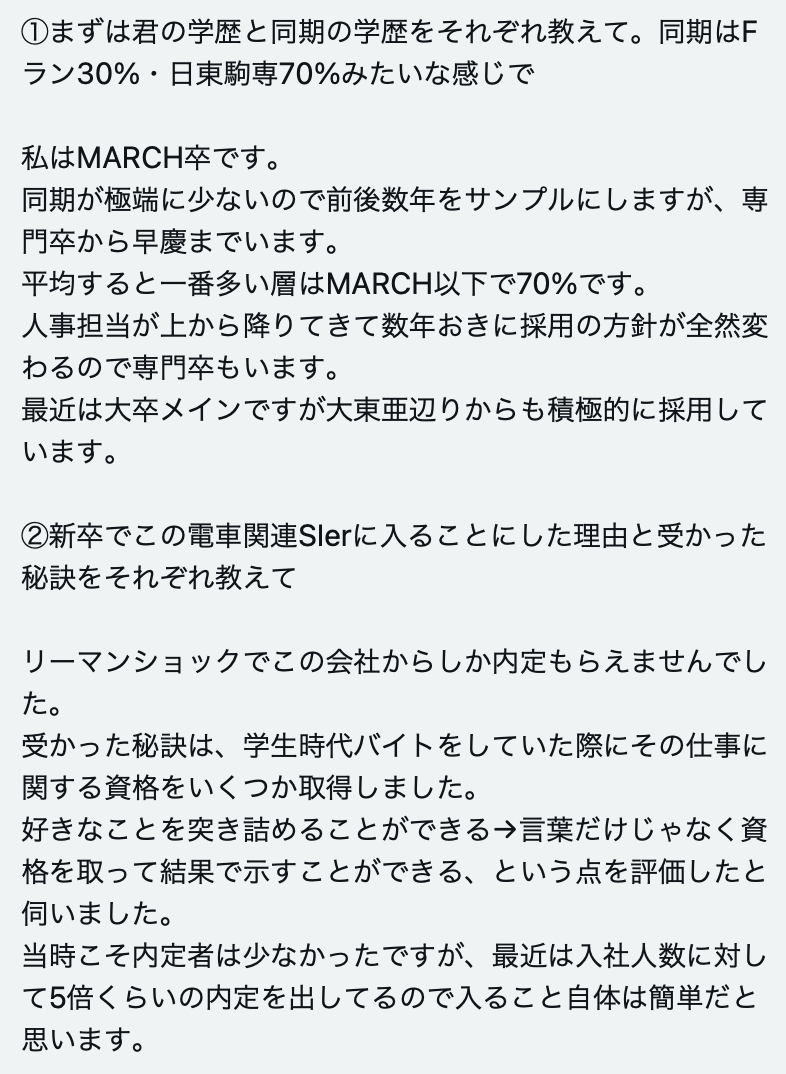 ①まずは君の学歴と同期の学歴をそれぞれ教えて。同期はF
ラン30%・日東駒専70%みたいな感じで
私はMARCH卒です。
同期が極端に少ないので前後数年をサンプルにしますが、専
門卒から早慶までいます。
平均すると一番多い層はMARCH以下で70%です。
人事担当が上から降りてきて数年おきに採用の方針が全然変
わるので専門卒もいます。
最近は大卒メインですが大東亜辺りからも積極的に採用して
います。
②新卒でこの電車関連SIerに入ることにした理由と受かった
秘訣をそれぞれ教えて
リーマンショックでこの会社からしか内定もらえませんでし
た。
受かった秘訣は、学生時代バイトをしていた際にその仕事に
関する資格をいくつか取得しました。
好きなことを突き詰めることができる→言葉だけじゃなく資
格を取って結果で示すことができる、という点を評価したと
伺いました。
当時こそ内定者は少なかったですが、最近は入社人数に対し
て5倍くらいの内定を出してるので入ること自体は簡単だと
思います。